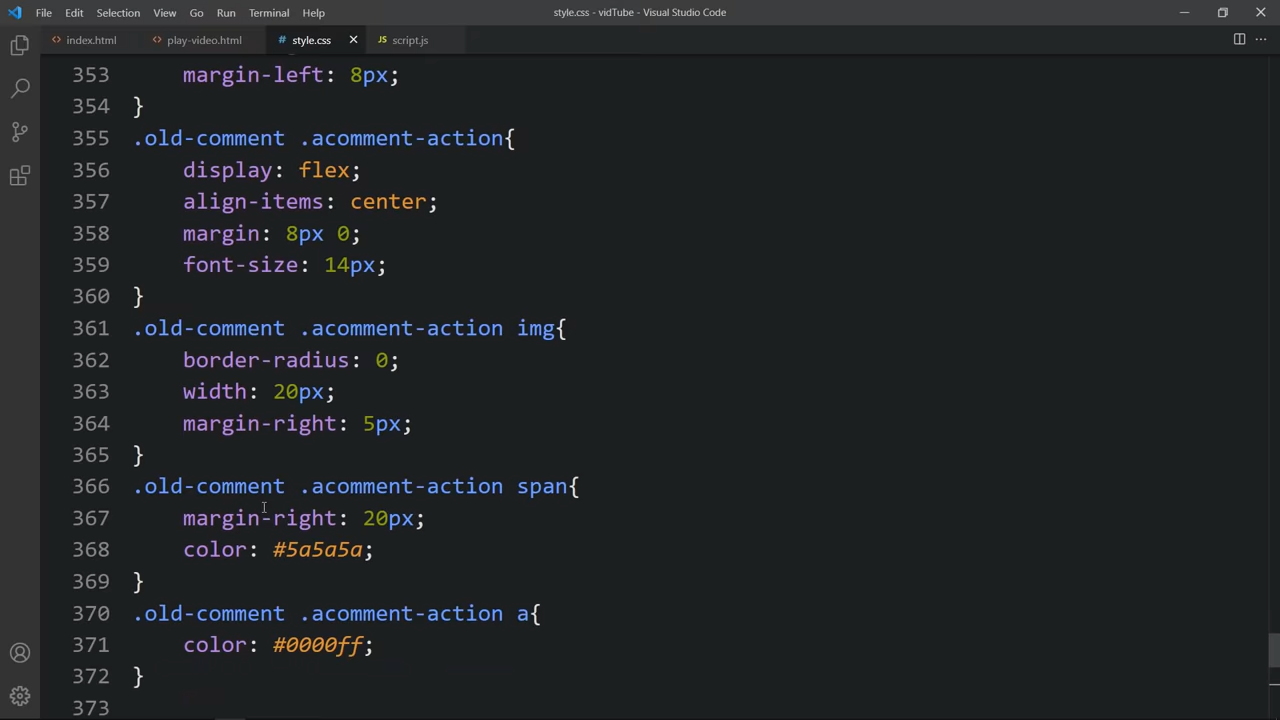 File Edit Selection View Go Run Terminal Help style.css - vidTube - Visual Studio Code
index.html play-video.html # style.css JS script.js
353 margin-left: 8px;
354 }
355 .old-comment .acomment-action{
356 display: flex;
357 align-items: center;
358 margin: 8px 0;
359 font-size: 14px;
360 }
361 .old-comment .acomment-action img{
362 border-radius: 0;
363 width: 20px;
364 margin-right: 5px;
365 }
366 .old-comment .acomment-action span{
367 margin-right: 20px;
368 color: #5a5a5a;
369 }
370 .old-comment .acomment-action a{
371 color: #0000ff;
372 }
373